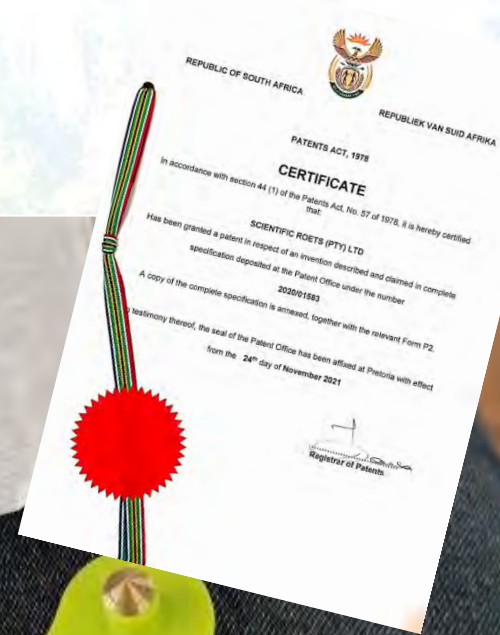 REPUBLIC OF SOUTH AFRICA
REPUBLIEK VAN SUID AFRIKA
PATENTS ACT, 1978
CERTIFICATE
In accordance with section 44 (1) of the Patents Act, No. 57 of 1978, it is hereby certified
that:
SCIENTIFIC ROETS (PTY) LTD
Has been granted a patent in respect of an invention described and claimed in complete
specification deposited at the Patent Office under the number
2020/01583
A copy of the complete specification is annexed, together with the relevant Form P2.
testimony thereof, the seal of the Patent Office has been affixed at Pretoria with effect
from the 24th day of November 2021
Registrar of Patents